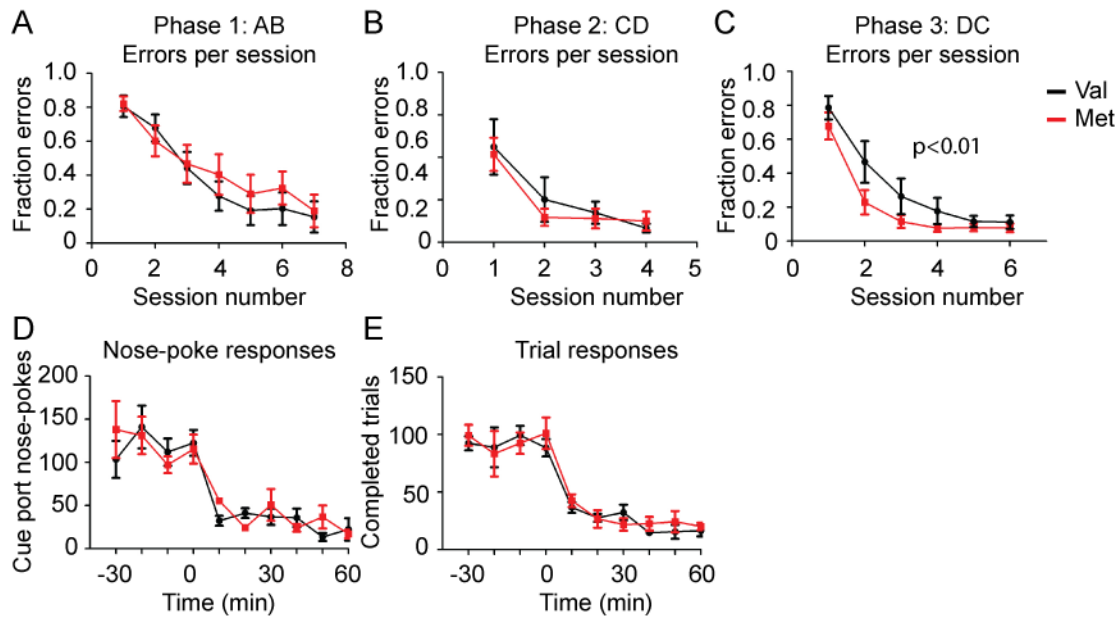 A
Phase 1: AB
Errors per session
Fraction errors
1.0
0.8
0.6
0.4
0.2
0
0 2 4 6 8
Session number
B
Phase 2: CD
Errors per session
Fraction errors
1.0
0.8
0.6
0.4
0.2
0
0 1 2 3 4 5
Session number
C
Phase 3: DC
Errors per session
Fraction errors
1.0
0.8
0.6
0.4
0.2
0
p<0.01
0 2 4 6
Session number
Val
Met
D
Nose-poke responses
Cue port nose-pokes
200
150
100
50
0
-30 0 30 60
Time (min)
E
Trial responses
Completed trials
150
100
50
0
-30 0 30 60
Time (min)